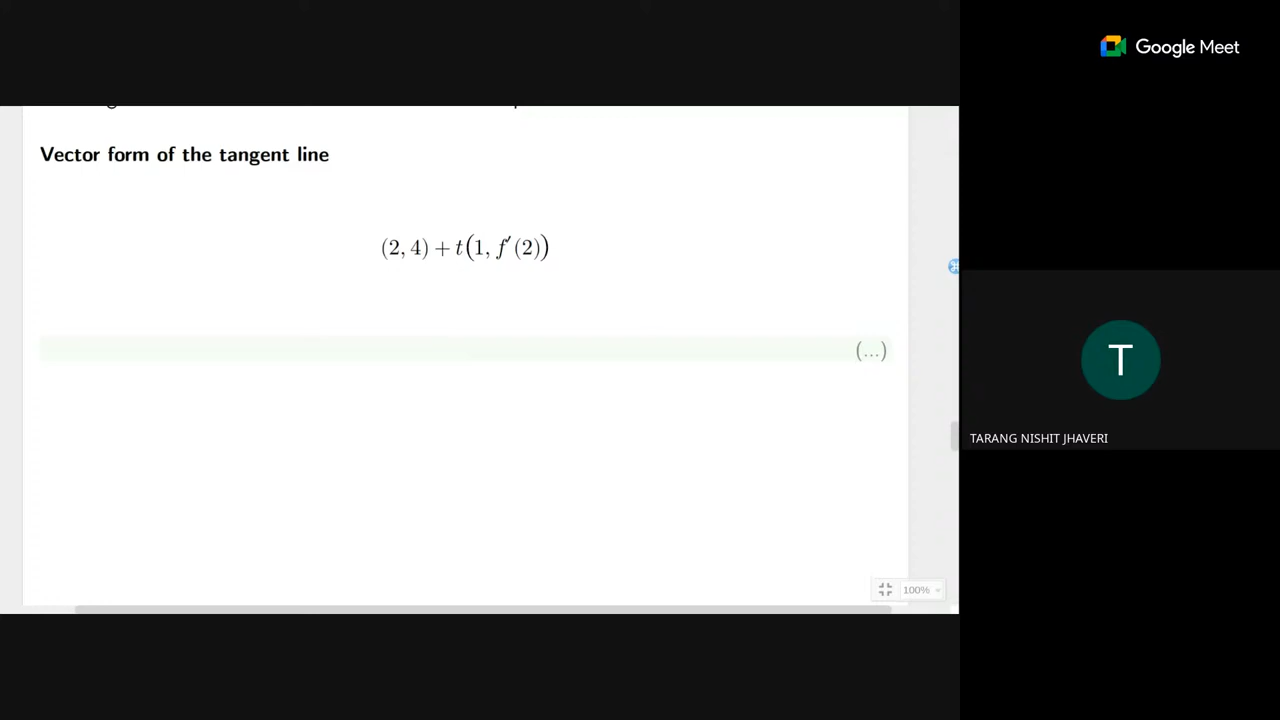 Google Meet
Vector form of the tangent line
(2, 4) + t(1, f′(2))
(...)
T
TARANG NISHIT JHAVERI
100%